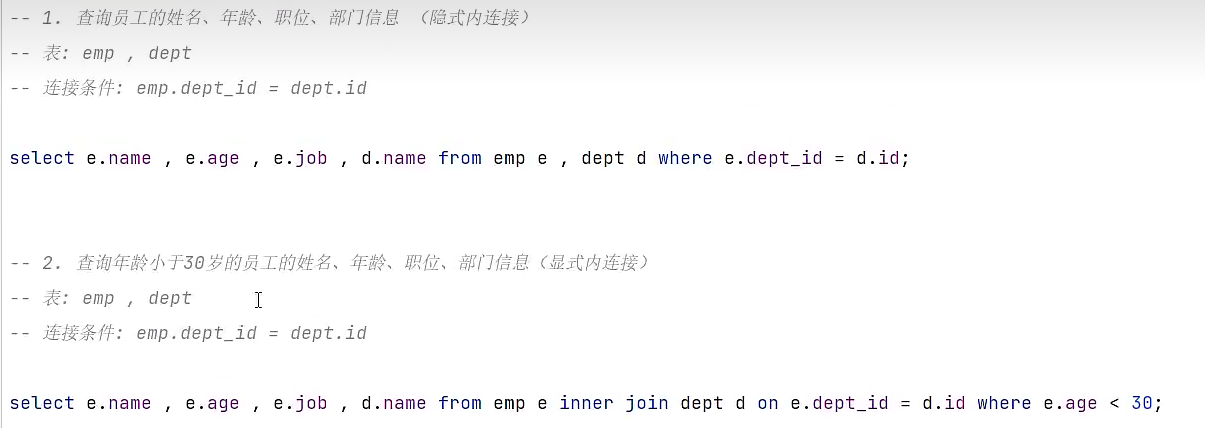 -- 1. 查询员工的姓名、年龄、职位、部门信息 （隐式内连接）
-- 表: emp , dept
-- 连接条件: emp.dept_id = dept.id
select e.name , e.age , e.job , d.name from emp e , dept d where e.dept_id = d.id;
-- 2. 查询年龄小于30岁的员工的姓名、年龄、职位、部门信息（显式内连接）
-- 表: emp , dept
-- 连接条件: emp.dept_id = dept.id
select e.name , e.age , e.job , d.name from emp e inner join dept d on e.dept_id = d.id where e.age < 30;